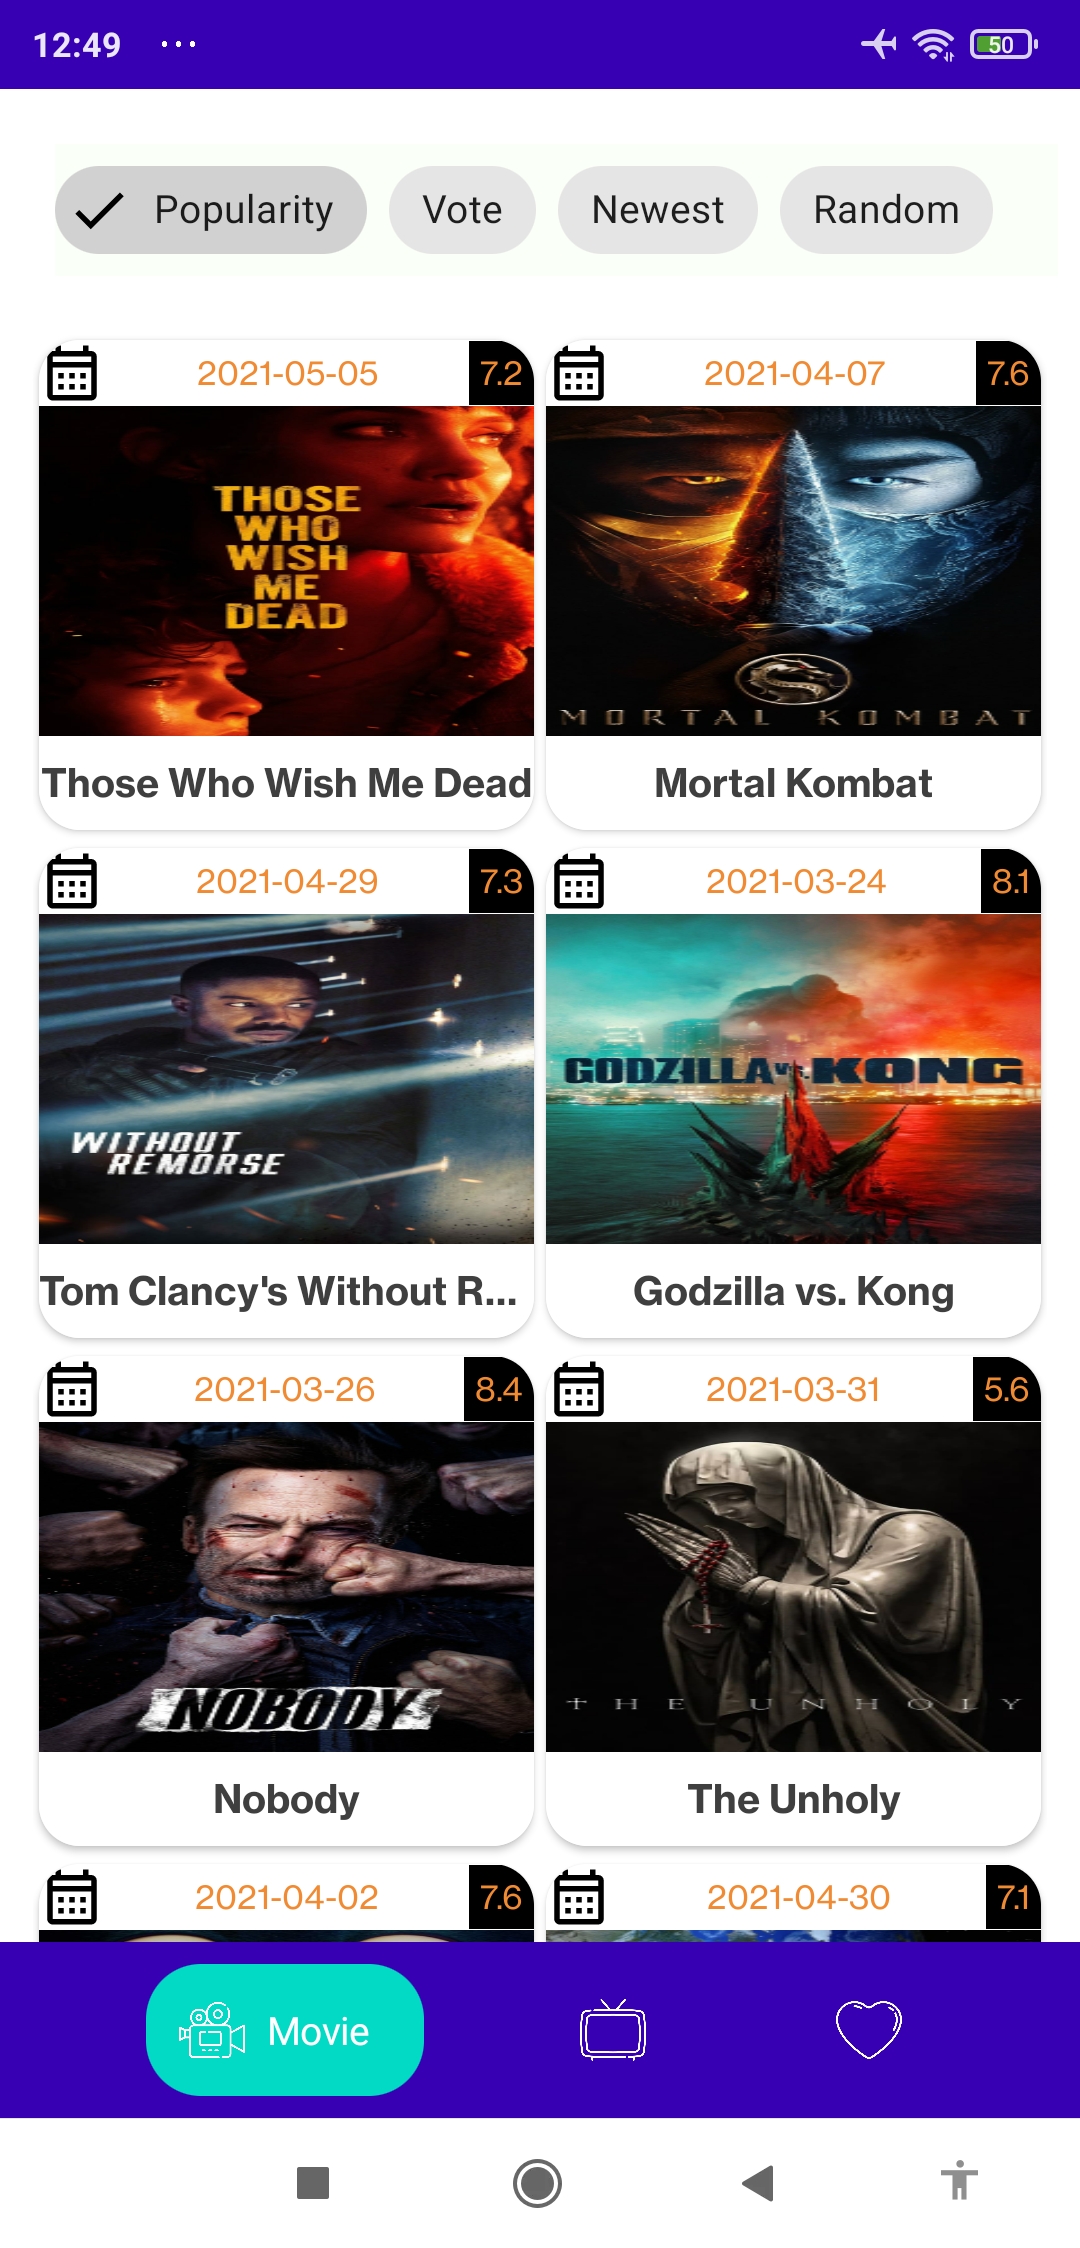 12:49 ... 50
Popularity Vote Newest Random
2021-05-05 7.2
2021-04-07 7.6
THOSE
WHO
WISH
ME
DEAD
MORTAL KOMBAT
Those Who Wish Me Dead
Mortal Kombat
2021-04-29 7.3
2021-03-24 8.1
WITHOUT
REMORSE
GODZILLA VS. KONG
Tom Clancy's Without R...
Godzilla vs. Kong
2021-03-26 8.4
2021-03-31 5.6
NOBODY
THE UNHOLY
Nobody
The Unholy
2021-04-02 7.6
2021-04-30 7.1
Movie